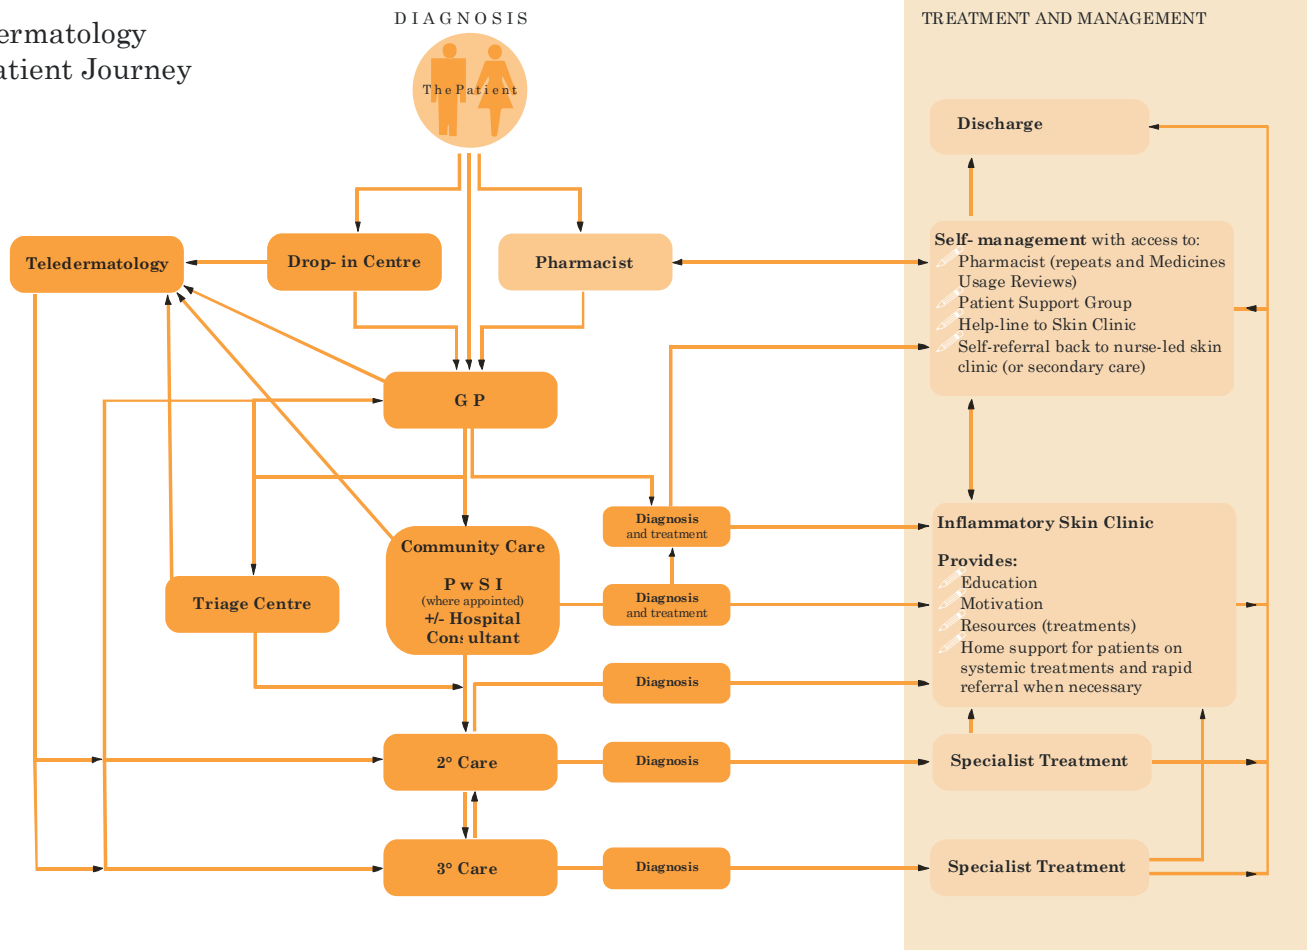 ermatology
atient Journey
DIAGNOSIS
The Patient
TREATMENT AND MANAGEMENT
Discharge
Teledermatology
Drop- in Centre
Pharmacist
Self- management with access to:
Pharmacist (repeats and Medicines
Usage Reviews)
Patient Support Group
Help-line to Skin Clinic
Self-referral back to nurse-led skin
clinic (or secondary care)
G P
Diagnosis
and treatment
Community Care
P w S I
(where appointed)
+/- Hospital
Consultant
Triage Centre
Diagnosis
and treatment
Inflammatory Skin Clinic
Provides:
Education
Motivation
Resources (treatments)
Home support for patients on
systemic treatments and rapid
referral when necessary
Diagnosis
2° Care
Diagnosis
Specialist Treatment
3° Care
Diagnosis
Specialist Treatment